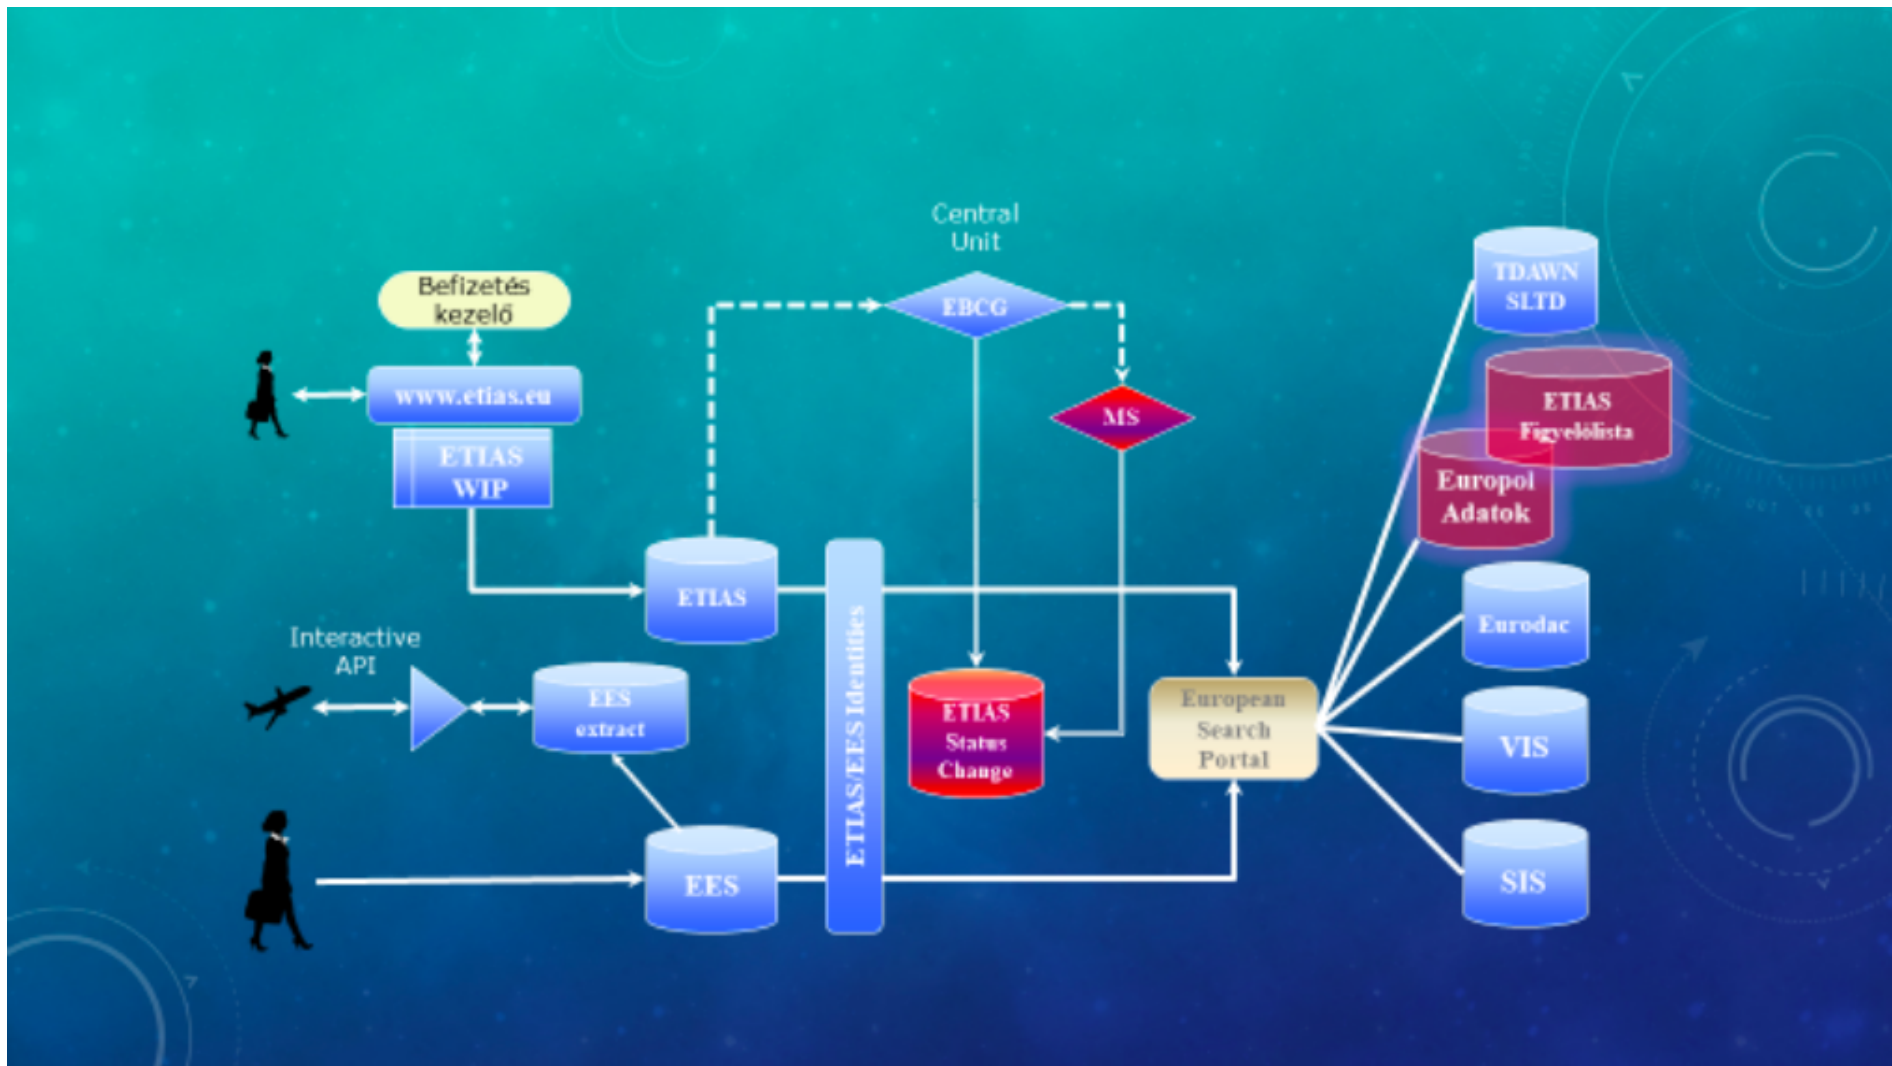 Central
Unit
Befizetés
kezelő
EBCG
www.etias.eu
MS
ETIAS
WIP
ETIAS
Interactive
API
EES
extract
EES
ETIAS/EES Identities
ETIAS
Status
Change
European
Search
Portal
TDAWN
SLTD
ETIAS
Figyelőlista
Europol
Adatok
Eurodac
VIS
SIS